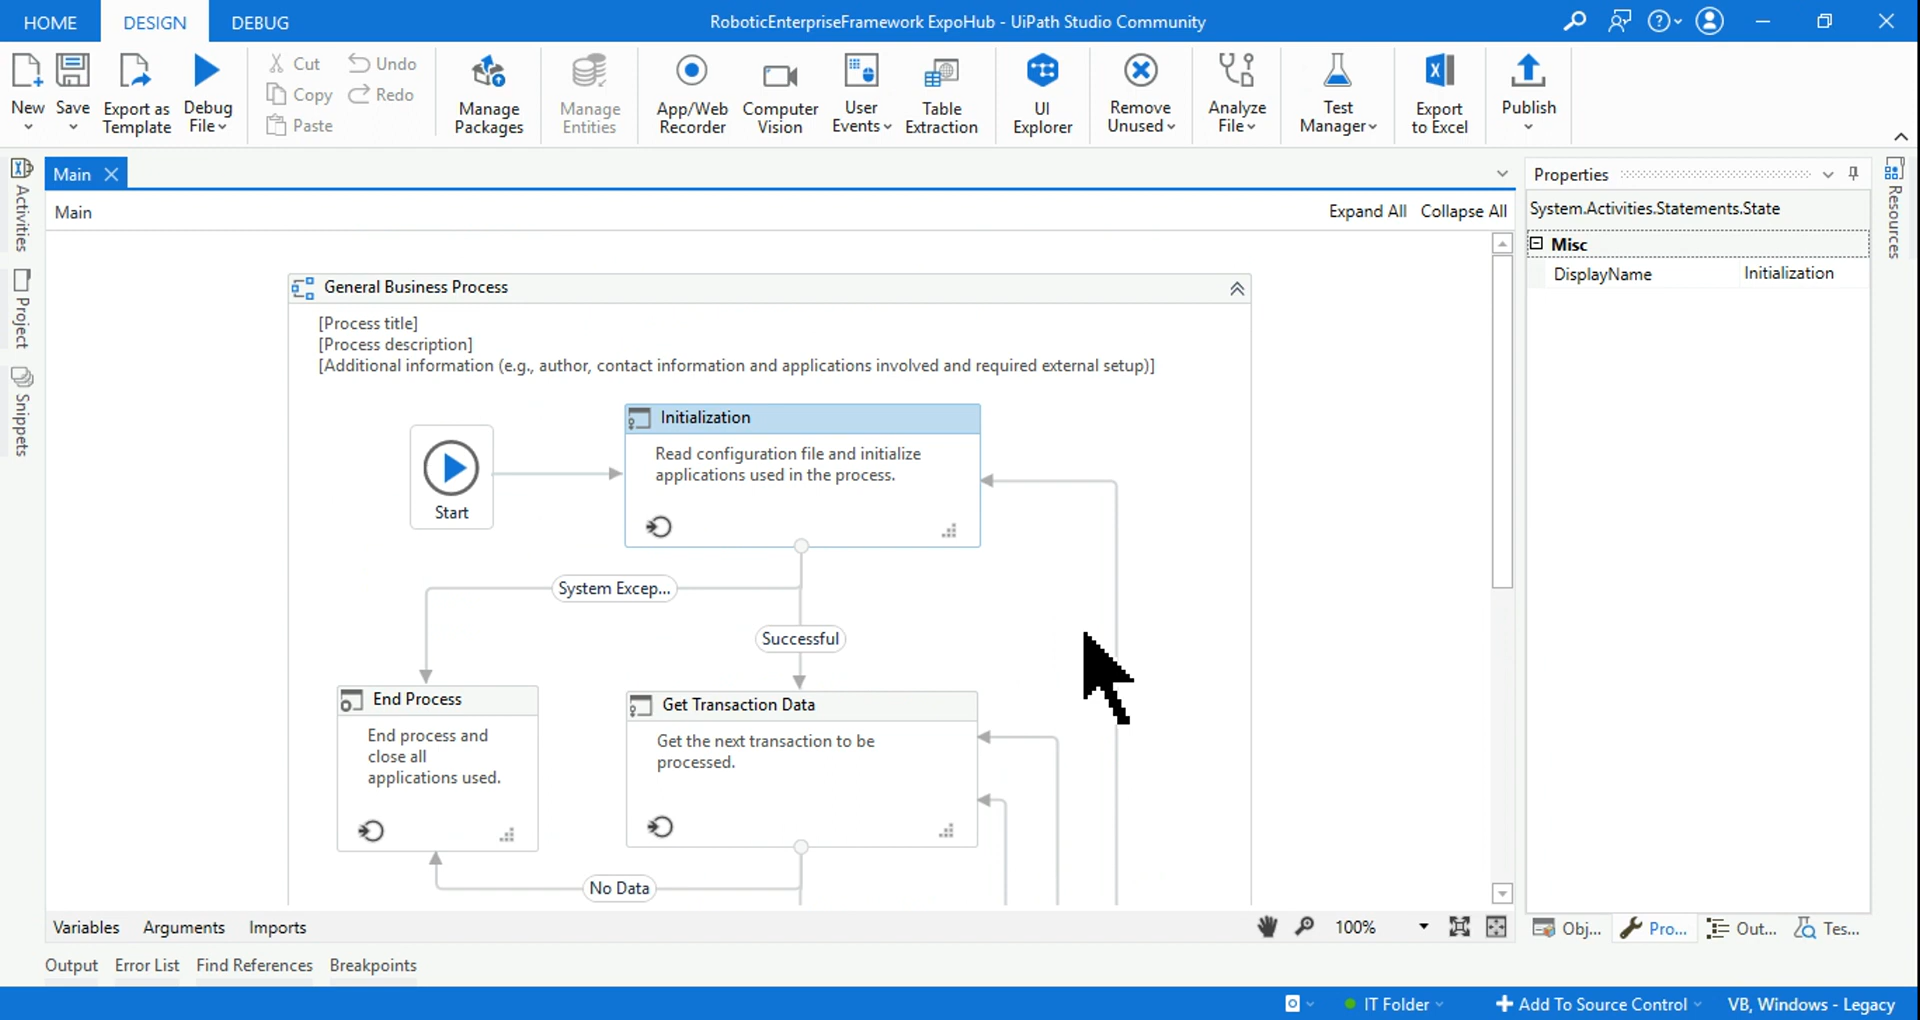 HOME DESIGN DEBUG RoboticEnterpriseFramework ExpoHub - UiPath Studio Community
New Save Export as Template Debug File
Cut Undo
Copy Redo
Paste
Manage Packages
Manage Entities
App/Web Recorder
Computer Vision
User Events
Table Extraction
UI Explorer
Remove Unused
Analyze File
Test Manager
Export to Excel
Publish
Activities
Project
Snippets
Main
Main Expand All Collapse All
General Business Process
[Process title]
[Process description]
[Additional information (e.g., author, contact information and applications involved and required external setup)]
Start
Initialization
Read configuration file and initialize
applications used in the process.
System Excep...
Successful
End Process
End process and
close all
applications used.
Get Transaction Data
Get the next transaction to be
processed.
No Data
Properties
System.Activities.Statements.State
Misc
DisplayName Initialization
Resources
Variables Arguments Imports 100%
Obj... Pro... Out... Tes...
Output Error List Find References Breakpoints
IT Folder Add To Source Control VB, Windows - Legacy